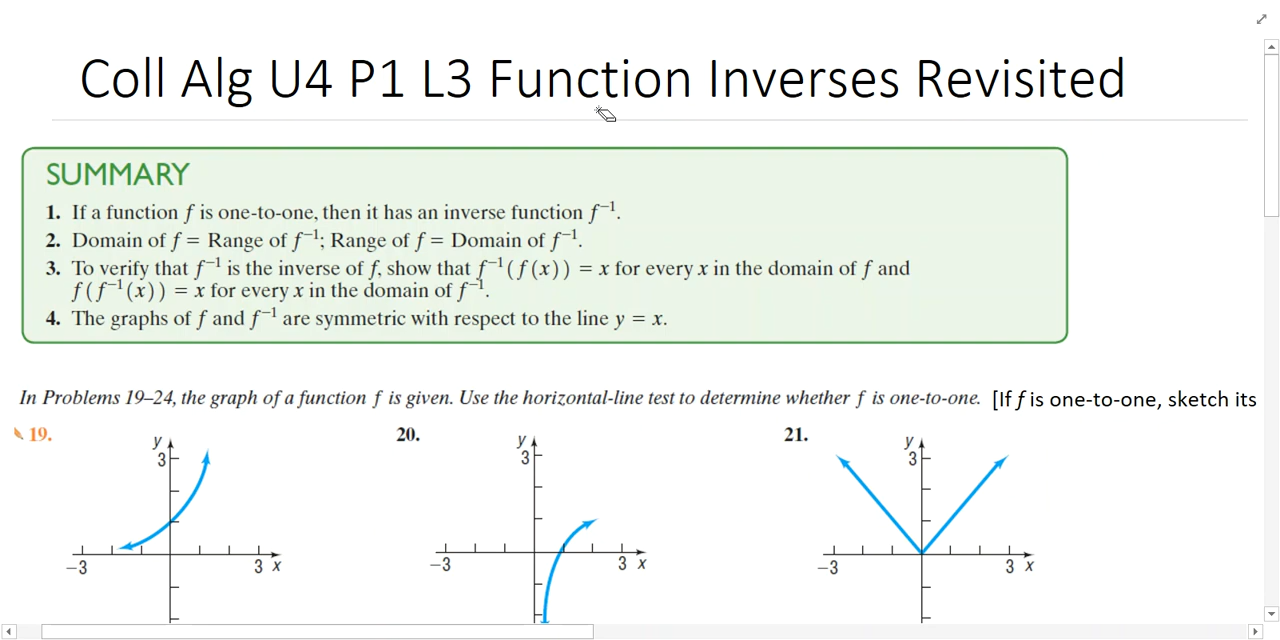 Coll Alg U4 P1 L3 Function Inverses Revisited
SUMMARY
1. If a function f is one-to-one, then it has an inverse function f⁻¹.
2. Domain of f = Range of f⁻¹; Range of f = Domain of f⁻¹.
3. To verify that f⁻¹ is the inverse of f, show that f⁻¹(f(x)) = x for every x in the domain of f and
f(f⁻¹(x)) = x for every x in the domain of f⁻¹.
4. The graphs of f and f⁻¹ are symmetric with respect to the line y = x.
In Problems 19–24, the graph of a function f is given. Use the horizontal-line test to determine whether f is one-to-one. [If f is one-to-one, sketch its
19. 20. 21.
y y y
3 3 3
−3 3 x −3 3 x −3 3 x